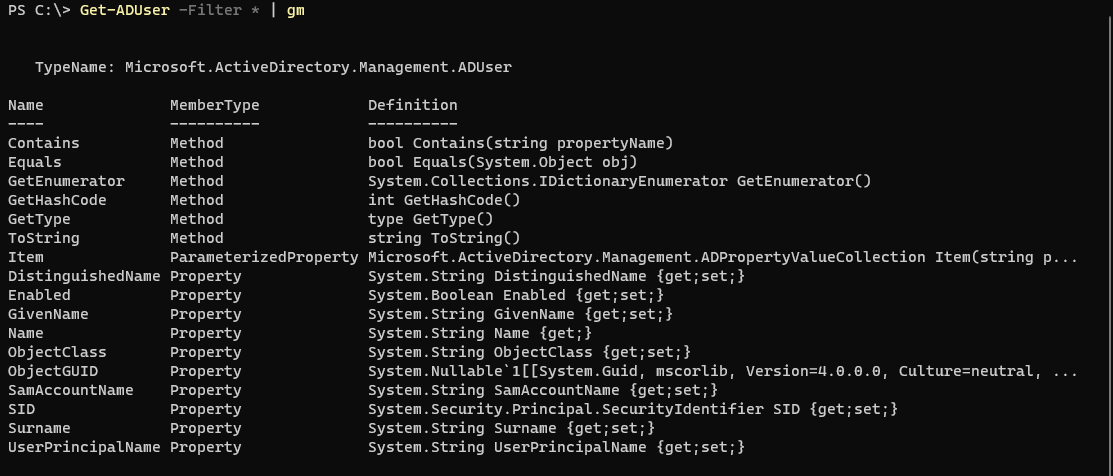 PS C:\> Get-ADUser -Filter * | gm
TypeName: Microsoft.ActiveDirectory.Management.ADUser
Name MemberType Definition
---- ---------- ----------
Contains Method bool Contains(string propertyName)
Equals Method bool Equals(System.Object obj)
GetEnumerator Method System.Collections.IDictionaryEnumerator GetEnumerator()
GetHashCode Method int GetHashCode()
GetType Method type GetType()
ToString Method string ToString()
Item ParameterizedProperty Microsoft.ActiveDirectory.Management.ADPropertyValueCollection Item(string p...
DistinguishedName Property System.String DistinguishedName {get;set;}
Enabled Property System.Boolean Enabled {get;set;}
GivenName Property System.String GivenName {get;set;}
Name Property System.String Name {get;}
ObjectClass Property System.String ObjectClass {get;set;}
ObjectGUID Property System.Nullable`1[[System.Guid, mscorlib, Version=4.0.0.0, Culture=neutral, ...
SamAccountName Property System.String SamAccountName {get;set;}
SID Property System.Security.Principal.SecurityIdentifier SID {get;set;}
Surname Property System.String Surname {get;set;}
UserPrincipalName Property System.String UserPrincipalName {get;set;}